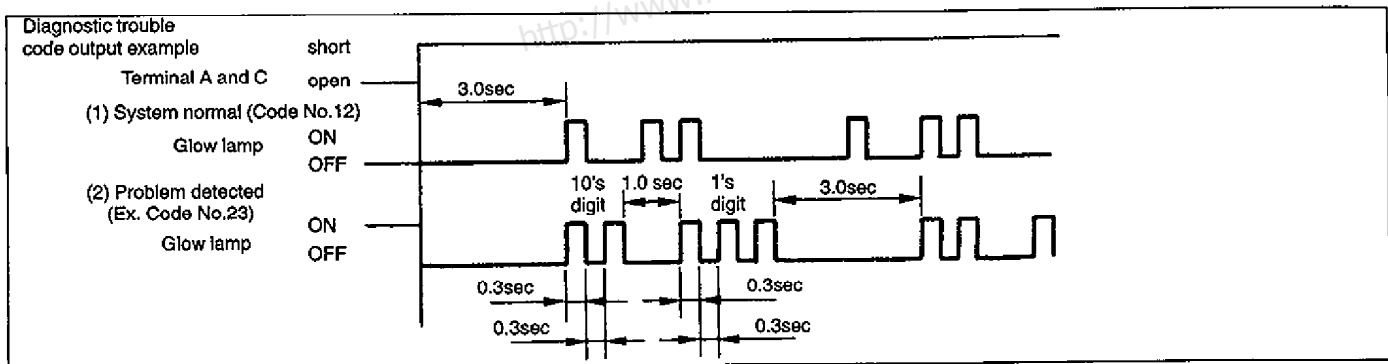 http://www.
Diagnostic trouble
code output example short
Terminal A and C open
3.0sec
(1) System normal (Code No.12)
Glow lamp ON
OFF
(2) Problem detected
(Ex. Code No.23)
Glow lamp ON
OFF
10's
digit
1.0 sec
1's
digit
3.0sec
0.3sec
0.3sec
0.3sec
0.3sec